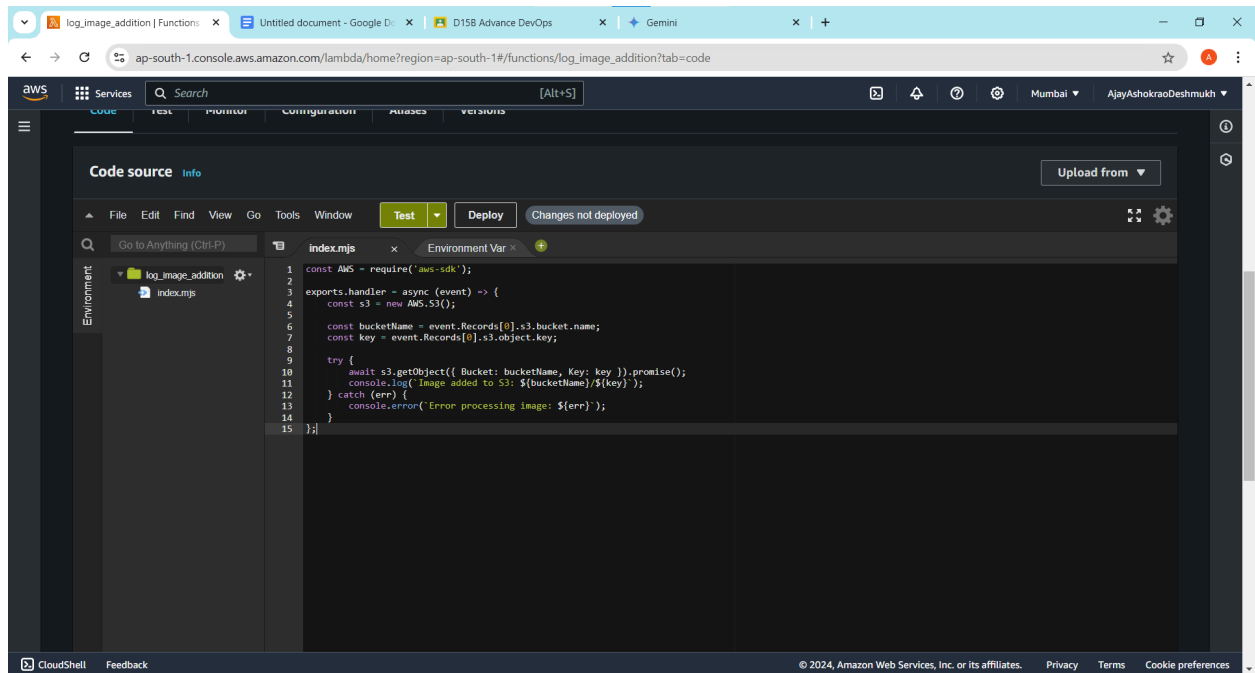 log_image_addition | Functions
Untitled document - Google Do
D15B Advance DevOps
Gemini
ap-south-1.console.aws.amazon.com/lambda/home?region=ap-south-1#/functions/log_image_addition?tab=code
A
aws
Services
Search
[Alt+S]
Mumbai
AjayAshokraoDeshmukh
Code Test Monitor Configuration Aliases Versions
Code source Info
Upload from
File Edit Find View Go Tools Window Test Deploy Changes not deployed
Go to Anything (Ctrl-P)
index.mjs
Environment Var
Environment
log_image_addition
index.mjs
1 const AWS = require('aws-sdk');
2
3 exports.handler = async (event) => {
4 const s3 = new AWS.S3();
5
6 const bucketName = event.Records[0].s3.bucket.name;
7 const key = event.Records[0].s3.object.key;
8
9 try {
10 await s3.getObject({ Bucket: bucketName, Key: key }).promise();
11 console.log(`Image added to S3: ${bucketName}/${key}`);
12 } catch (err) {
13 console.error(`Error processing image: ${err}`);
14 }
15 };
CloudShell Feedback
© 2024, Amazon Web Services, Inc. or its affiliates. Privacy Terms Cookie preferences